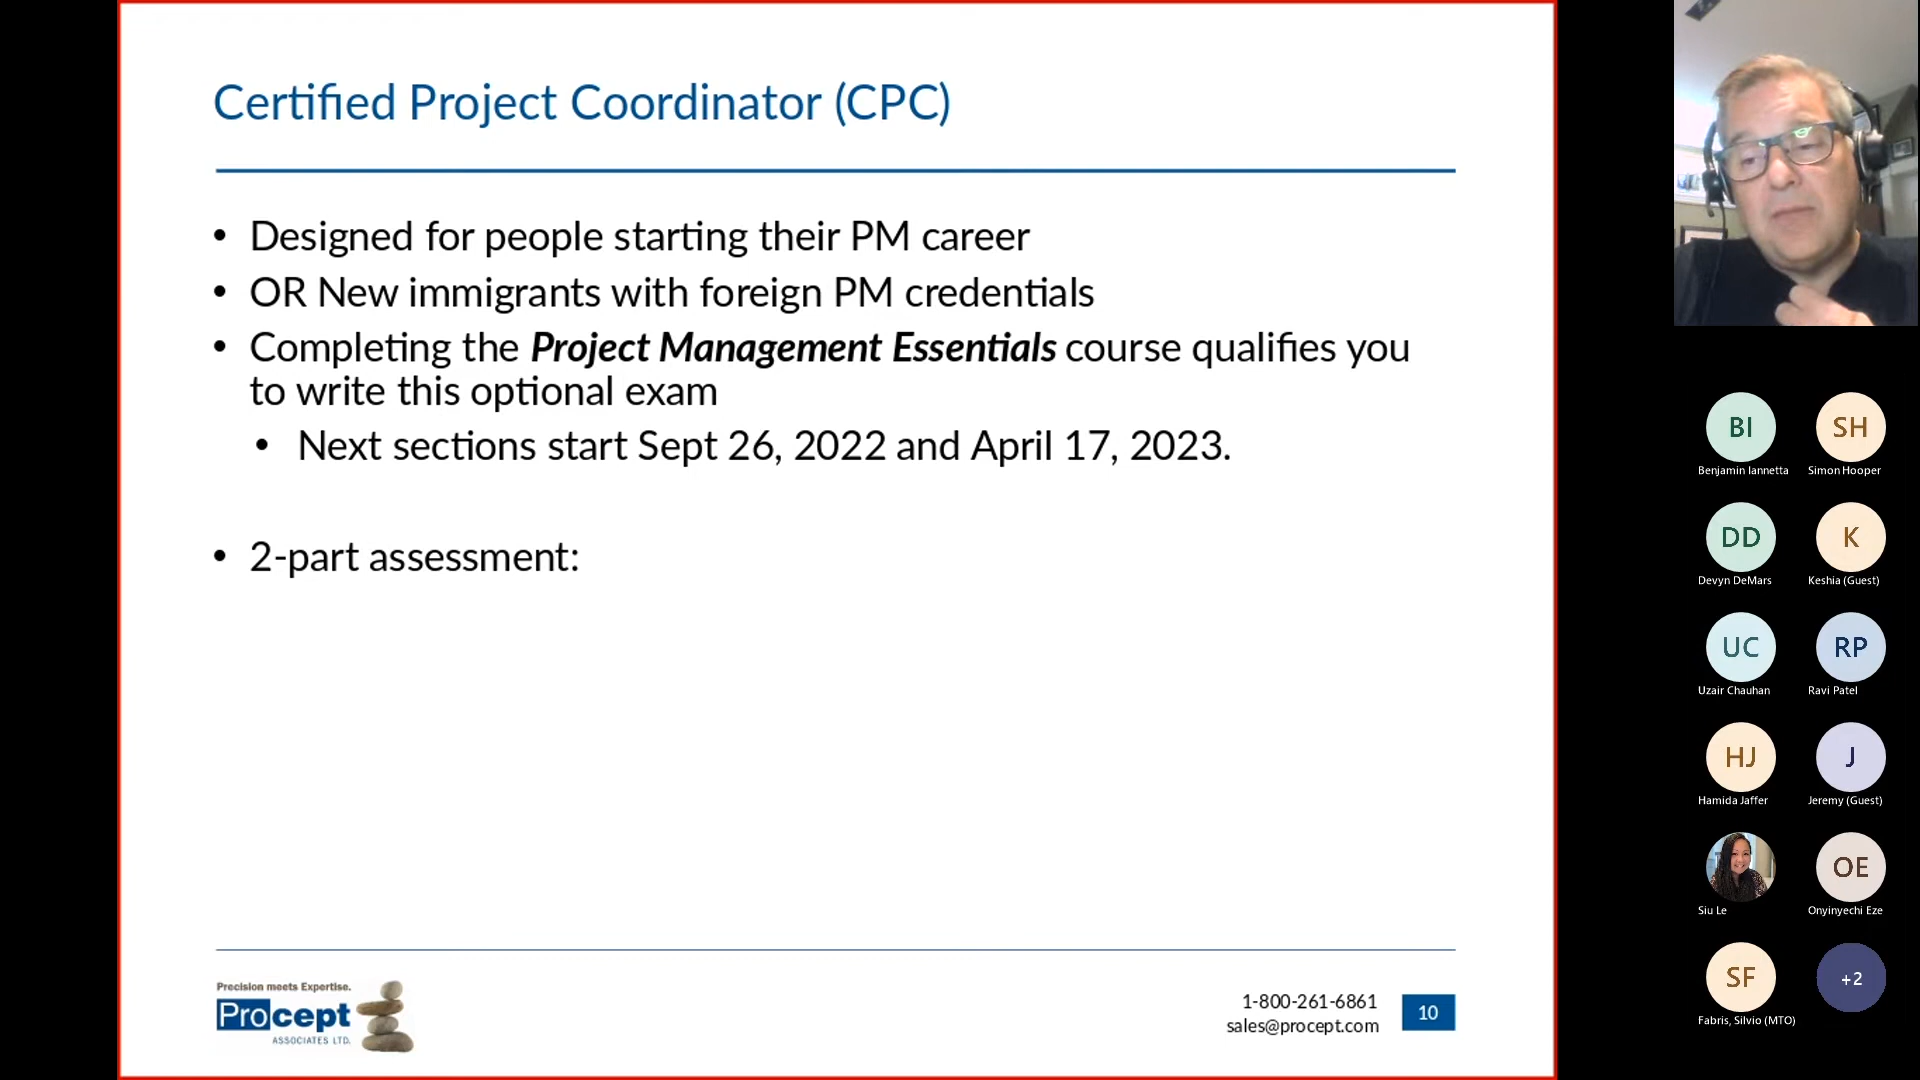 Certified Project Coordinator (CPC)
• Designed for people starting their PM career
• OR New immigrants with foreign PM credentials
• Completing the Project Management Essentials course qualifies you
to write this optional exam
• Next sections start Sept 26, 2022 and April 17, 2023.
• 2-part assessment:
Precision meets Expertise.
Procept
ASSOCIATES LTD.
1-800-261-6861
sales@procept.com
10
BI
SH
Benjamin Iannetta
Simon Hooper
DD
K
Devyn DeMars
Keshia (Guest)
UC
RP
Uzair Chauhan
Ravi Patel
HJ
J
Hamida Jaffer
Jeremy (Guest)
OE
Siu Le
Onyinyechi Eze
SF
+2
Fabris, Silvio (MTO)